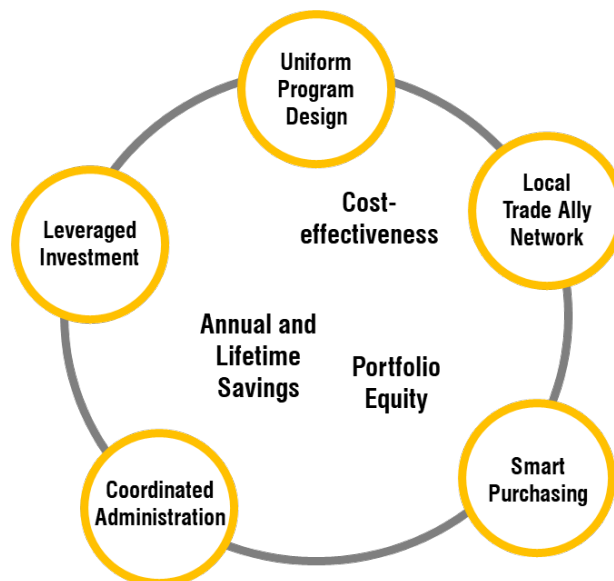 Uniform
Program
Design
Local
Trade Ally
Network
Cost-
effectiveness
Leveraged
Investment
Annual and
Lifetime
Savings
Portfolio
Equity
Smart
Purchasing
Coordinated
Administration